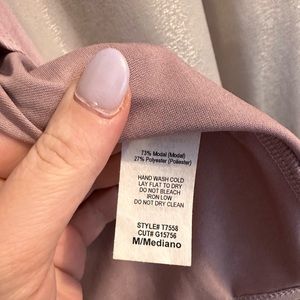 73% Modal (Modal)
27% Polyester (Poliester)
HAND WASH COLD
LAY FLAT TO DRY
DO NOT BLEACH
IRON LOW
DO NOT DRY CLEAN
STYLE# T7558
CUT# G15756
M/Mediano